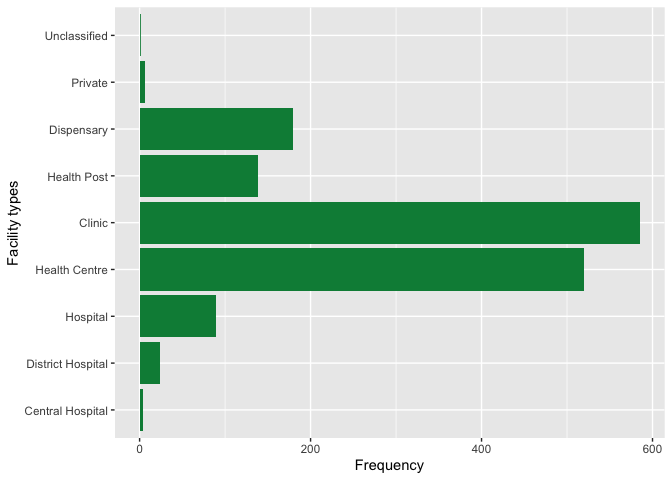 Unclassified
Private
Dispensary
Health Post
Clinic
Health Centre
Hospital
District Hospital
Central Hospital
Facility types
0
200
400
600
Frequency